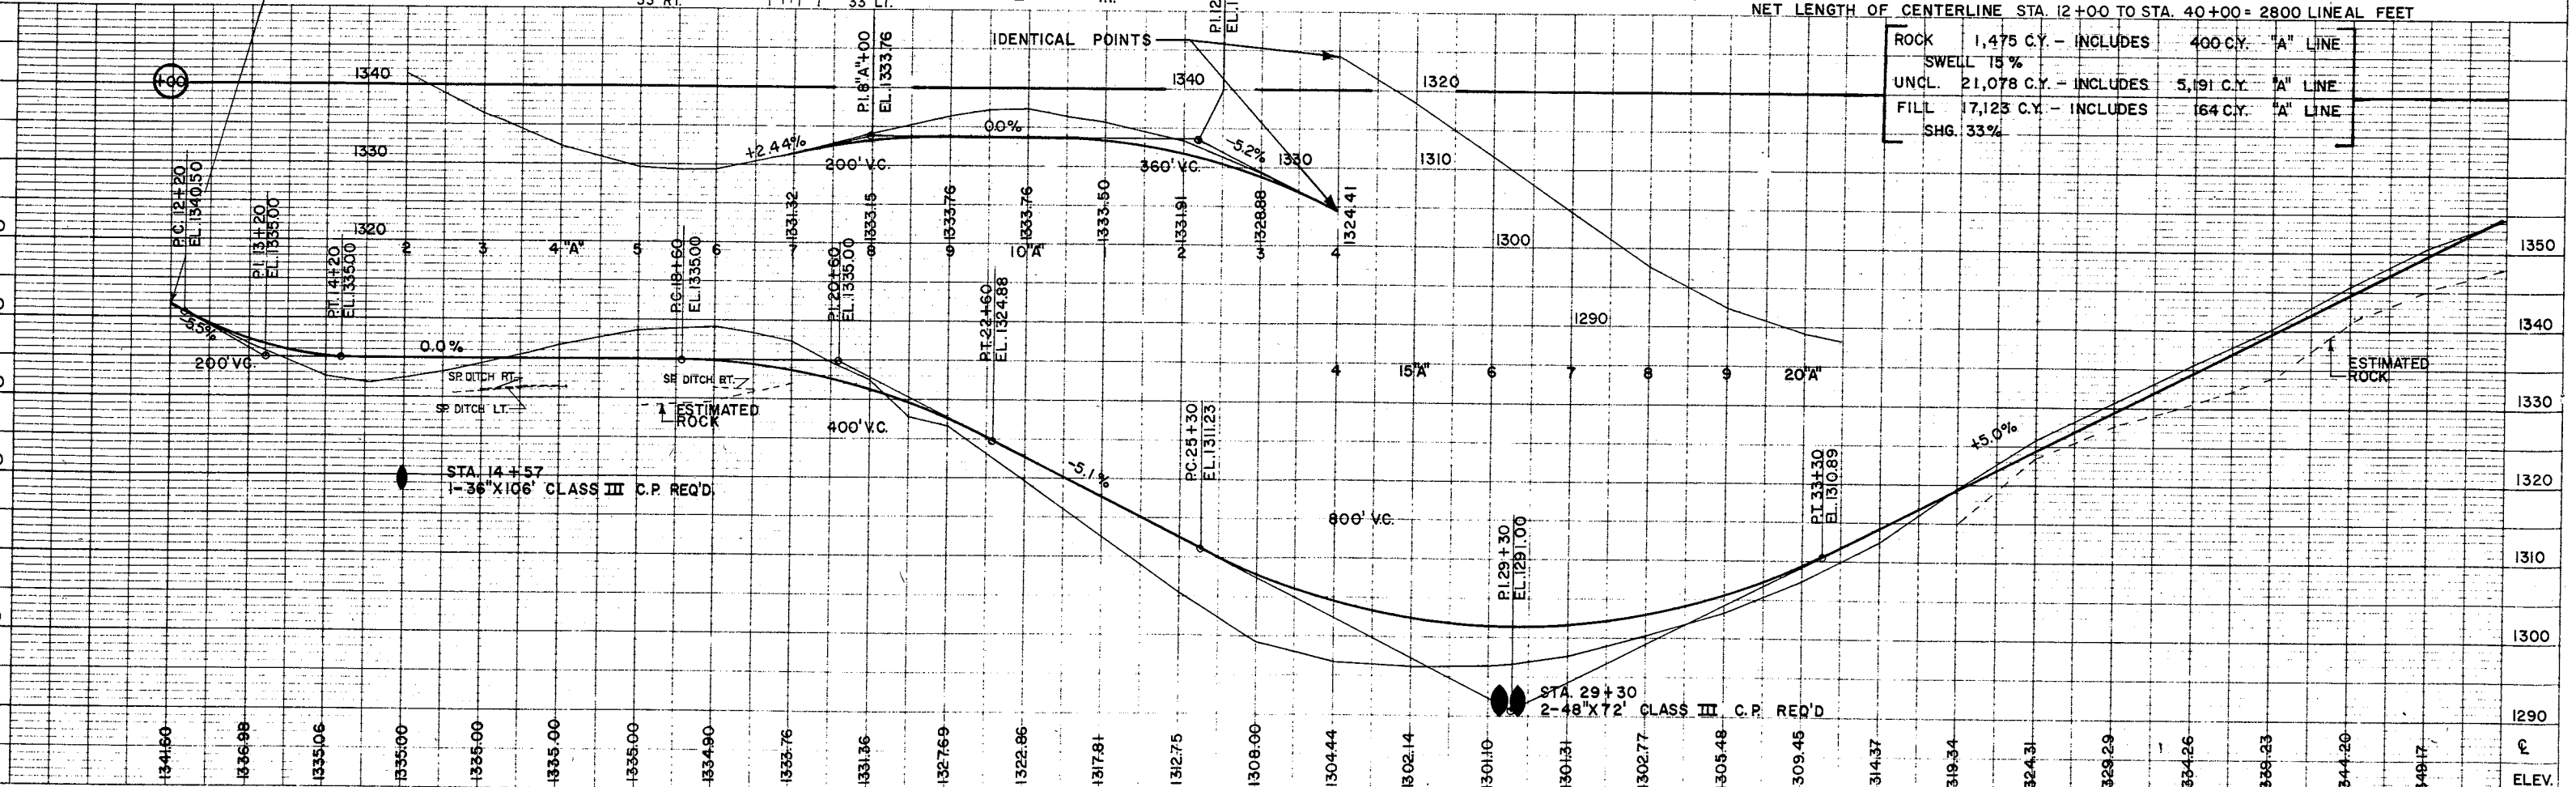 33 RT. 33 LT.
NET LENGTH OF CENTERLINE STA. 12+00 TO STA. 40+00 = 2800 LINEAL FEET
ROCK 1,475 C.Y. - INCLUDES 400 C.Y. "A" LINE
SWELL 15 %
UNCL. 21,078 C.Y. - INCLUDES 5,191 C.Y. "A" LINE
FILL 17,123 C.Y. - INCLUDES 164 C.Y. "A" LINE
SHG. 33%
IDENTICAL POINTS
+00
1340
1340
1320
P.I. 8"A"+00
EL. 1333.76
+2.44%
0.0%
-5.2%
200' V.C.
360' V.C.
1330
1330
1310
P.C. 12+20
EL. 1340.50
P.I. 13+20
EL. 1335.00
P.T. 14+20
EL. 1335.00
1331.32
1333.15
1333.76
1333.76
1333.50
1331.91
1328.88
1324.41
1320
2 3 4"A" 5 6 7 8 9 10"A" 1 2 3 4
1300
1350
P.C. 18+60
EL. 1335.00
P.I. 20+60
EL. 1335.00
P.T. 22+60
EL. 1324.88
1290
1340
-5.5%
200' V.C.
0.0%
SP. DITCH RT.
SP. DITCH LT.
SP. DITCH RT.
ESTIMATED
ROCK
4 15"A" 6 7 8 9 20"A"
ESTIMATED
ROCK
1330
400' V.C.
-5.1%
P.C. 25+30
EL. 1311.23
+5.0%
STA. 14+57
1-36"X106' CLASS III C.P. REQ'D.
1320
800' V.C.
P.I. 29+30
EL. 1291.00
P.T. 33+30
EL. 1310.89
1310
1300
STA. 29+30
2-48"X72' CLASS III C.P. REQ'D
1290
1341.60
1336.98
1335.06
1335.00
1335.00
1335.00
1335.00
1334.90
1333.76
1331.36
1327.69
1322.86
1317.81
1312.75
1308.00
1304.44
1302.14
1301.10
1301.31
1302.77
1305.48
1309.45
1314.37
1319.34
1324.31
1329.29
1334.26
1339.23
1344.20
1349.17
℄
ELEV.